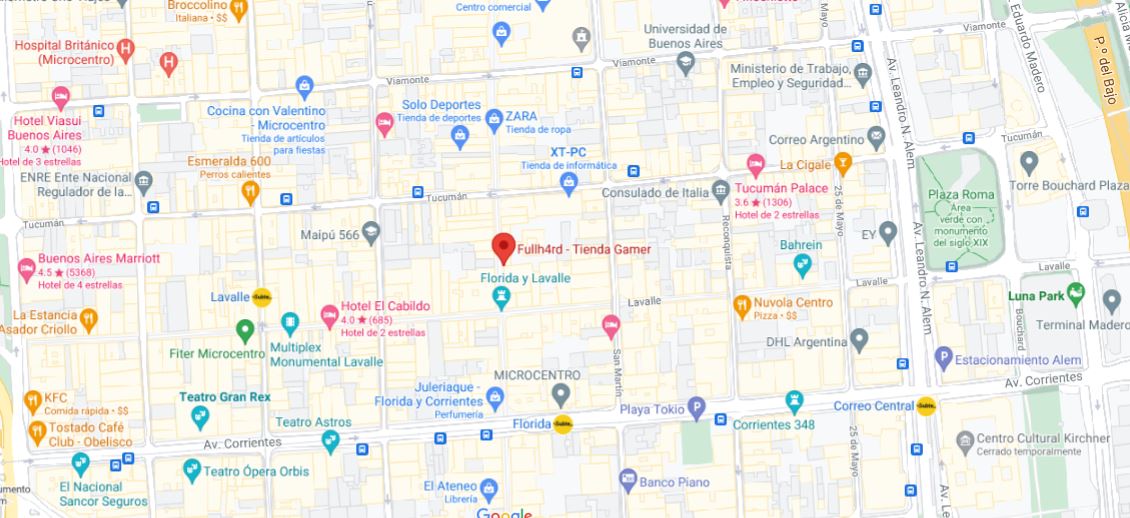 Broccolino
Italiana • $$
Centro comercial
Mayo
Hospital Británico
(Microcentro)
Universidad de
Buenos Aires
Eduardo Madero
Av. Leandro N. Alem
P.º del Bajo
Viamonte
Viamonte
Ministerio de Trabajo,
Empleo y Seguridad...
Hotel Viasui
Buenos Aires
4.0 ★ (1046)
Hotel de 3 estrellas
Cocina con Valentino
- Microcentro
Tienda de artículos
para fiestas
Solo Deportes
Tienda de deportes
ZARA
Tienda de ropa
Correo Argentino
Tucumán
XT-PC
Tienda de informática
Esmeralda 600
Perros calientes
La Cigale
ENRE Ente Nacional
Regulador de la...
Consulado de Italia
Tucumán Palace
3.6 ★ (1306)
Hotel de 2 estrellas
Torre Bouchard Plaza
Plaza Roma
Área
verde con
monumento
del siglo XIX
Tucumán
Tucumán
25 de Mayo
Reconquista
Maipú 566
EY
Av. Leandro N. Alem
Fullh4rd - Tienda Gamer
Bahrein
Buenos Aires Marriott
4.5 ★ (5368)
Hotel de 4 estrellas
Florida y Lavalle
Lavalle
Lavalle
Lavalle
Lavalle
Subte
Luna Park
Hotel El Cabildo
4.0 ★ (685)
Hotel de 2 estrellas
Nuvola Centro
Pizza • $$
La Estancia
Asador Criollo
Terminal Madero
Bouchard
Fiter Microcentro
Multiplex
Monumental Lavalle
DHL Argentina
San Martín
Estacionamiento Alem
MICROCENTRO
Av. Corrientes
KFC
Comida rápida • $$
Teatro Gran Rex
Juleriaque -
Florida y Corrientes
Perfumería
Playa Tokio
Correo Central
Subte
Tostado Café
Club - Obelisco
Teatro Astros
Florida
Subte
Corrientes 348
Av. Corrientes
25 de Mayo
Centro Cultural Kirchner
Cerrado temporalmente
El Nacional
Sancor Seguros
Teatro Ópera Orbis
El Ateneo
Librería
Banco Piano
Google